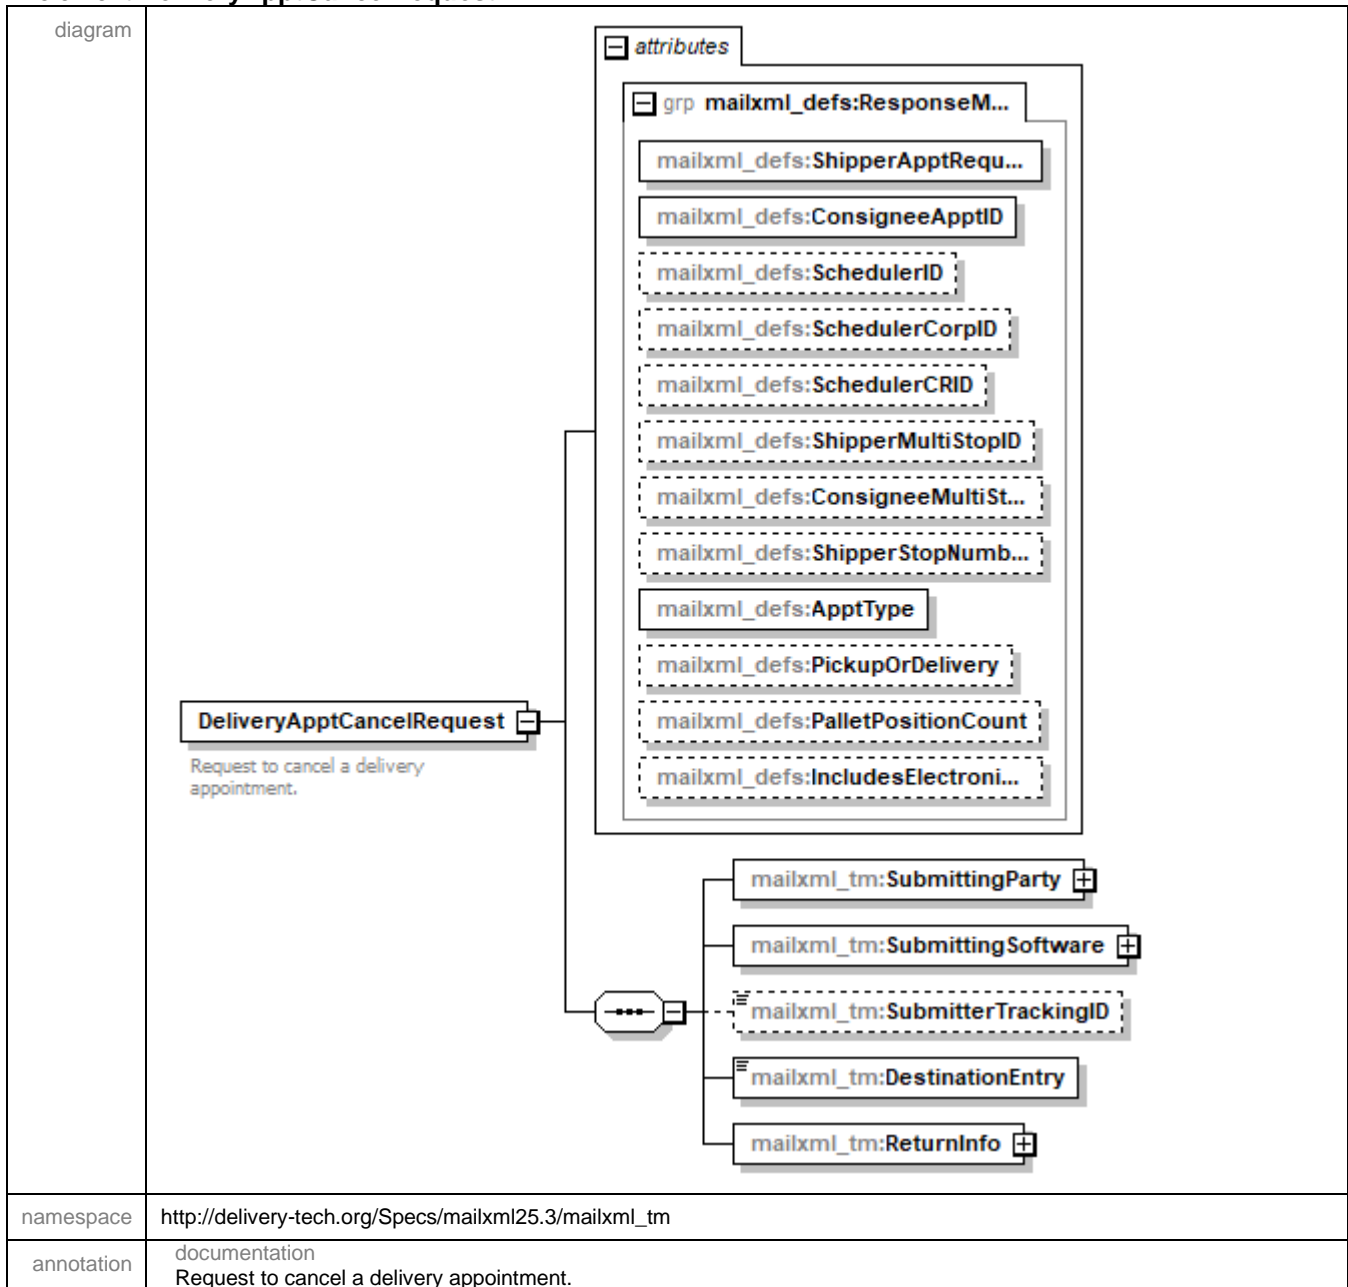 diagram
attributes
grp mailxml_defs:ResponseM...
mailxml_defs:ShipperApptRequ...
mailxml_defs:ConsigneeApptID
mailxml_defs:SchedulerID
mailxml_defs:SchedulerCorpID
mailxml_defs:SchedulerCRID
mailxml_defs:ShipperMultiStopID
mailxml_defs:ConsigneeMultiSt...
mailxml_defs:ShipperStopNumb...
mailxml_defs:ApptType
mailxml_defs:PickupOrDelivery
mailxml_defs:PalletPositionCount
mailxml_defs:IncludesElectroni...
DeliveryApptCancelRequest
Request to cancel a delivery
appointment.
mailxml_tm:SubmittingParty
mailxml_tm:SubmittingSoftware
mailxml_tm:SubmitterTrackingID
mailxml_tm:DestinationEntry
mailxml_tm:ReturnInfo
namespace http://delivery-tech.org/Specs/mailxml25.3/mailxml_tm
annotation documentation
Request to cancel a delivery appointment.